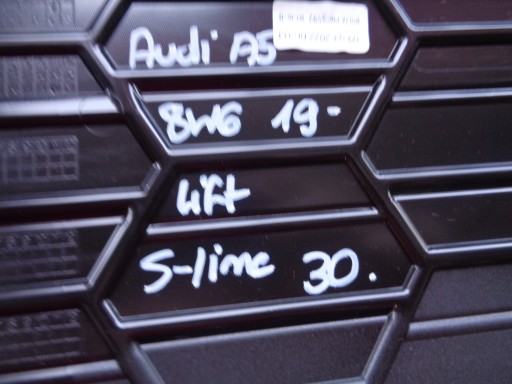 Audi A5
8W6 19-
lift
S-line 30.